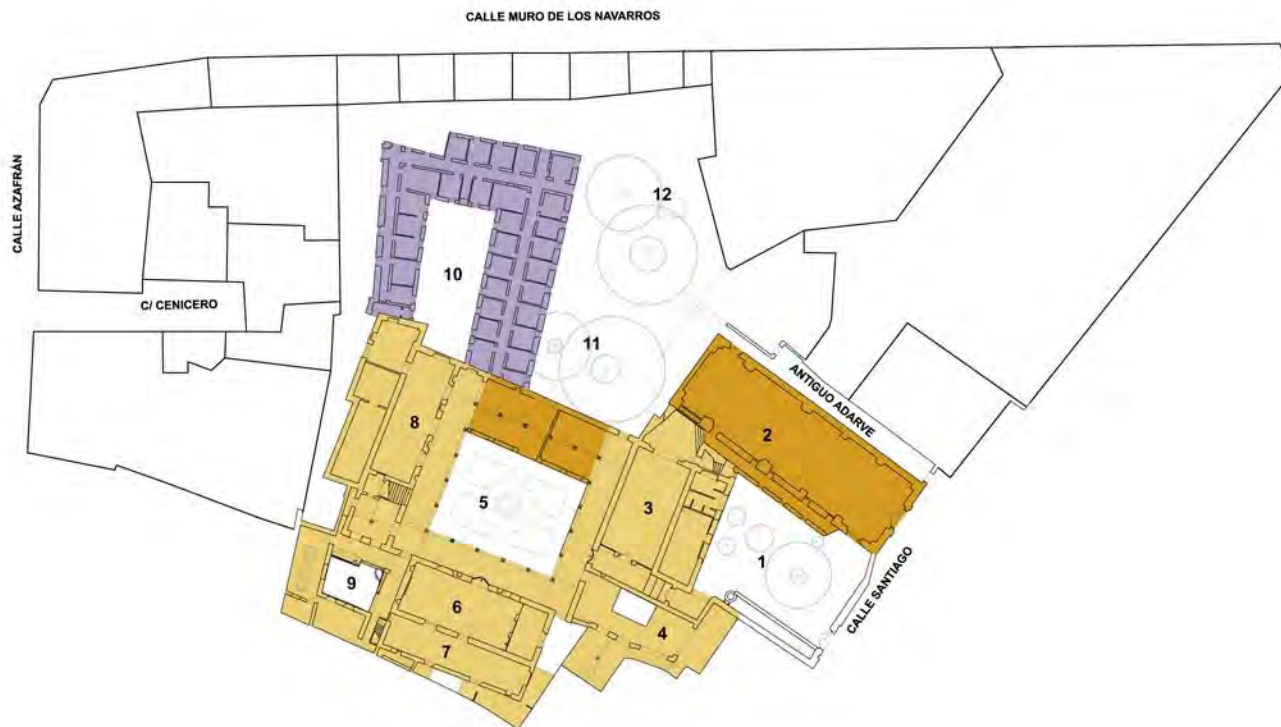 CALLE MURO DE LOS NAVARROS
CALLE AZAFRÁN
12
10
C/ CENICERO
11
ANTIGUO ADARVE
8
2
5
3
1
9
6
CALLE SANTIAGO
4
7